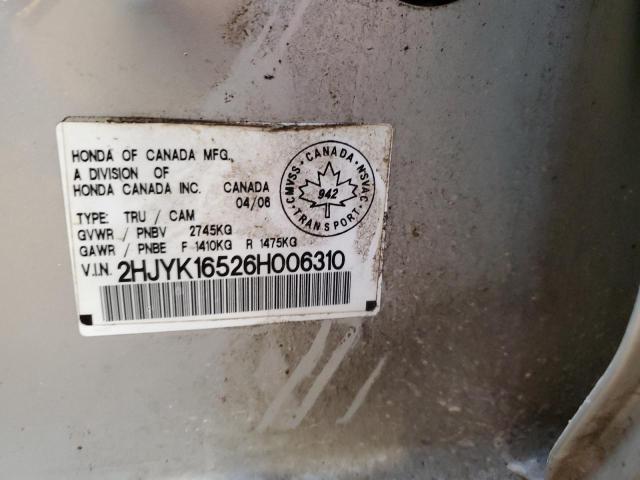 HONDA OF CANADA MFG.,
A DIVISION OF
HONDA CANADA INC. CANADA
04/06
TYPE: TRU / CAM
GVWR / PNBV 2745KG
GAWR / PNBE F 1410KG R 1475KG
V.I.N. 2HJYK16526H006310
CANADA
CMVSS
NSVAC
942
TRANSPORT